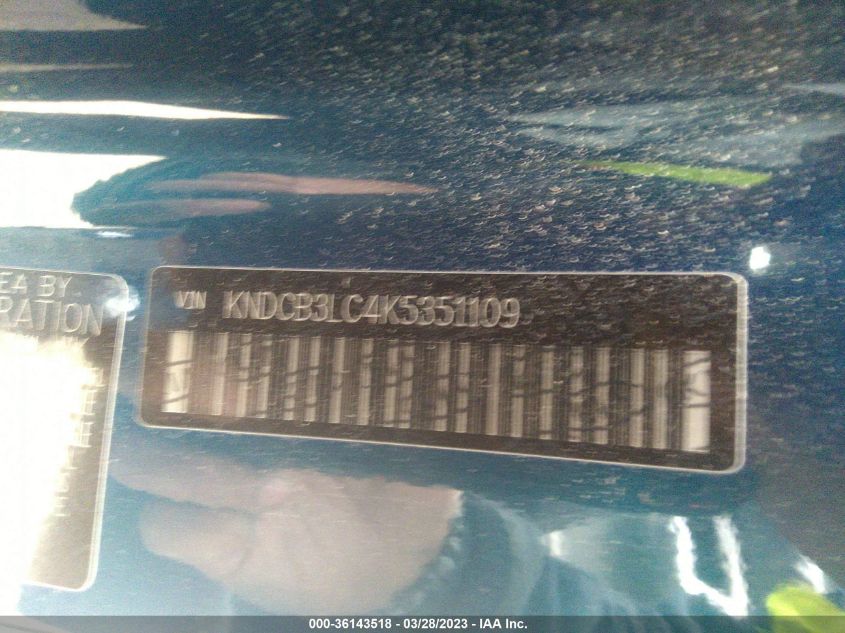 EA BY
RATION
VIN KNDCB3LC4K5351109
000-36143518 - 03/28/2023 - IAA Inc.